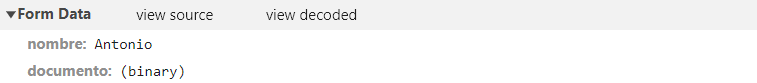 ▼Form Data view source view decoded
nombre: Antonio
documento: (binary)